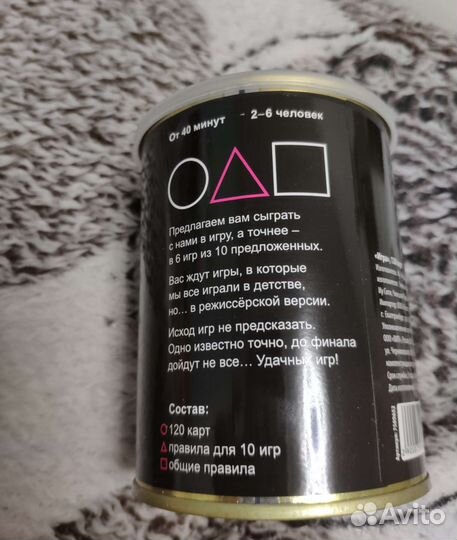 От 40 минут - 2–6 человек
Предлагаем вам сыграть
с нами в игру, а точнее –
в 6 игр из 10 предложенных.
Вас ждут игры, в которые
мы все играли в детстве,
но... в режиссёрской версии.
Исход игр не предсказать.
Одно известно точно, до финала
дойдут не все... Удачных игр!
Состав:
120 карт
правила для 10 игр
общие правила
Avito